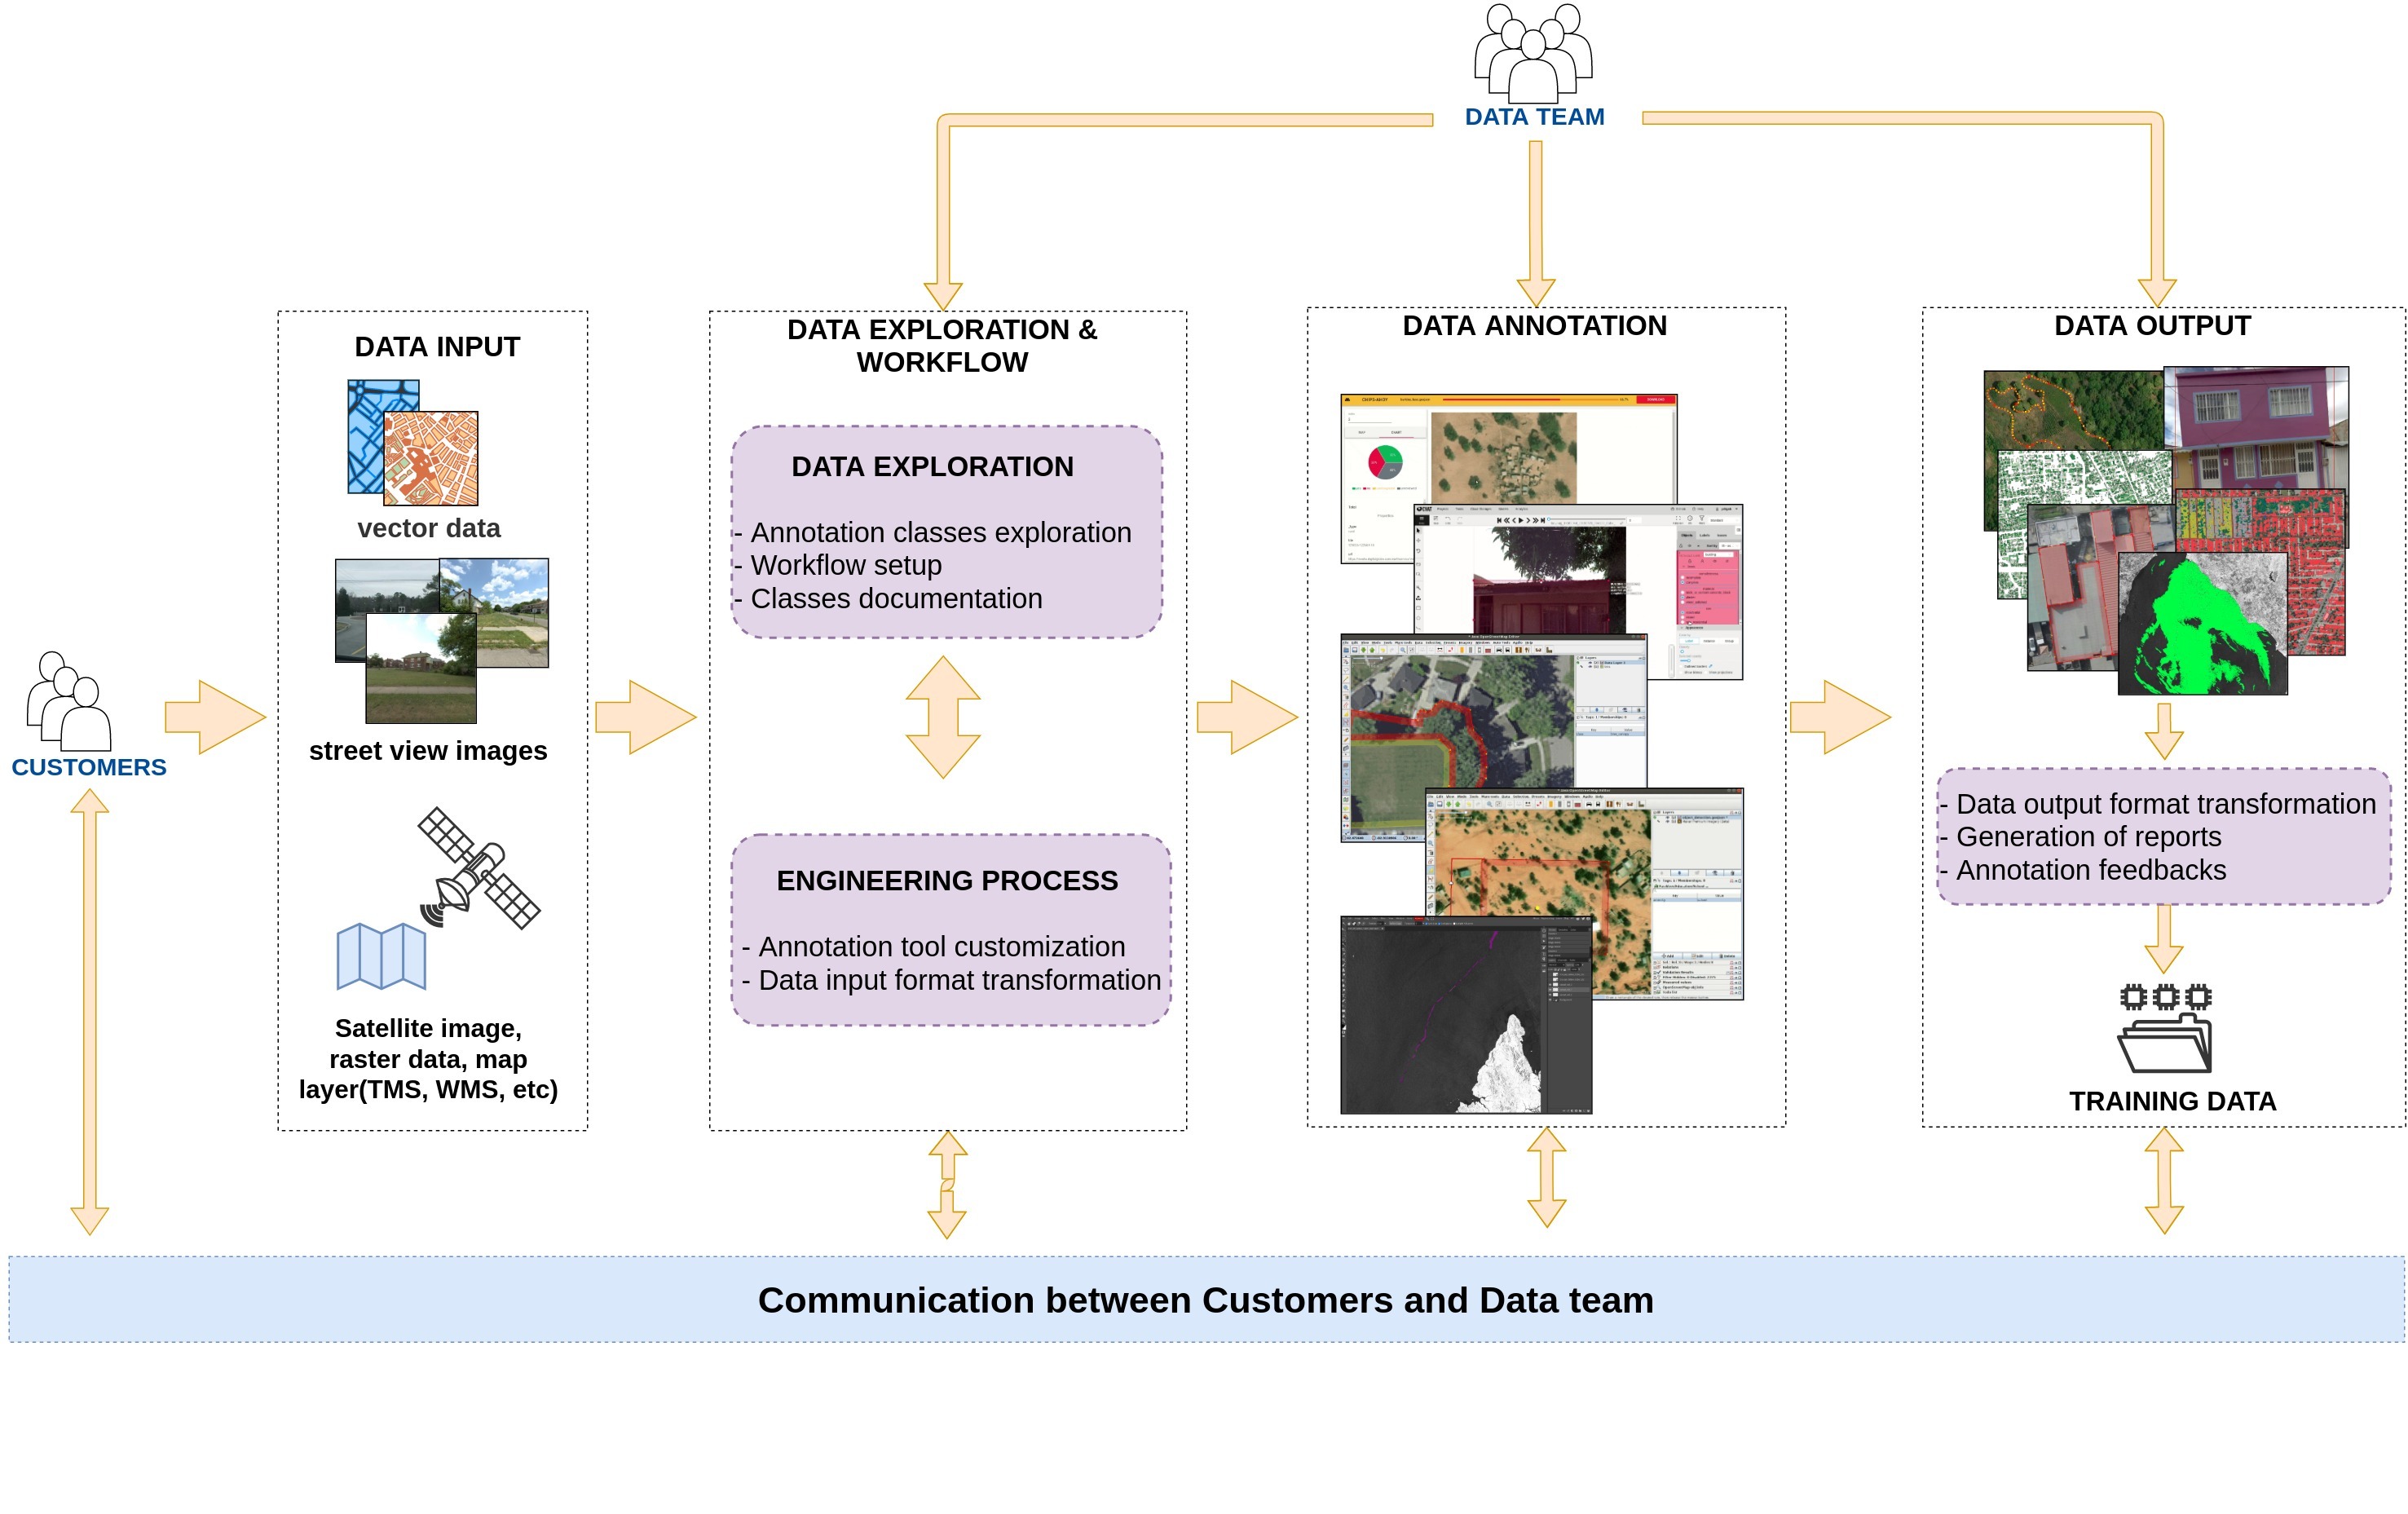 DATA TEAM
DATA INPUT
vector data
street view images
Satellite image,
raster data, map
layer(TMS, WMS, etc)
CUSTOMERS
DATA EXPLORATION &
WORKFLOW
DATA EXPLORATION
- Annotation classes exploration
- Workflow setup
- Classes documentation
ENGINEERING PROCESS
- Annotation tool customization
- Data input format transformation
DATA ANNOTATION
DATA OUTPUT
- Data output format transformation
- Generation of reports
- Annotation feedbacks
TRAINING DATA
Communication between Customers and Data team